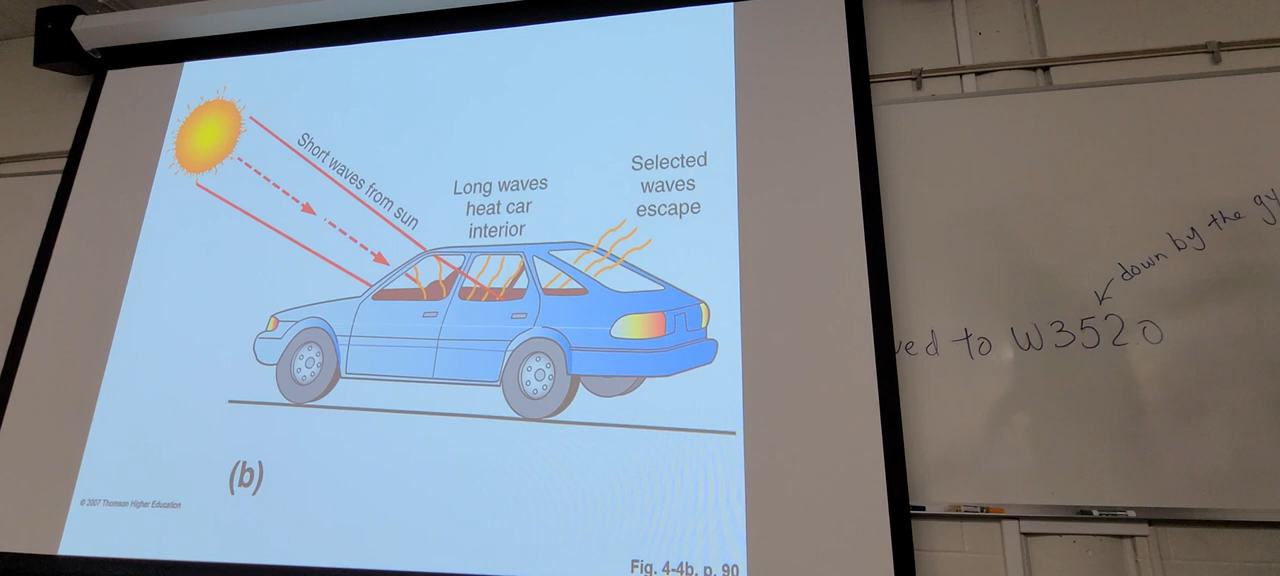 Short waves from sun
Long waves
heat car
interior
Selected
waves
escape
(b)
© 2007 Thomson Higher Education
Fig. 4-4b, p. 90
down by the
to W3520